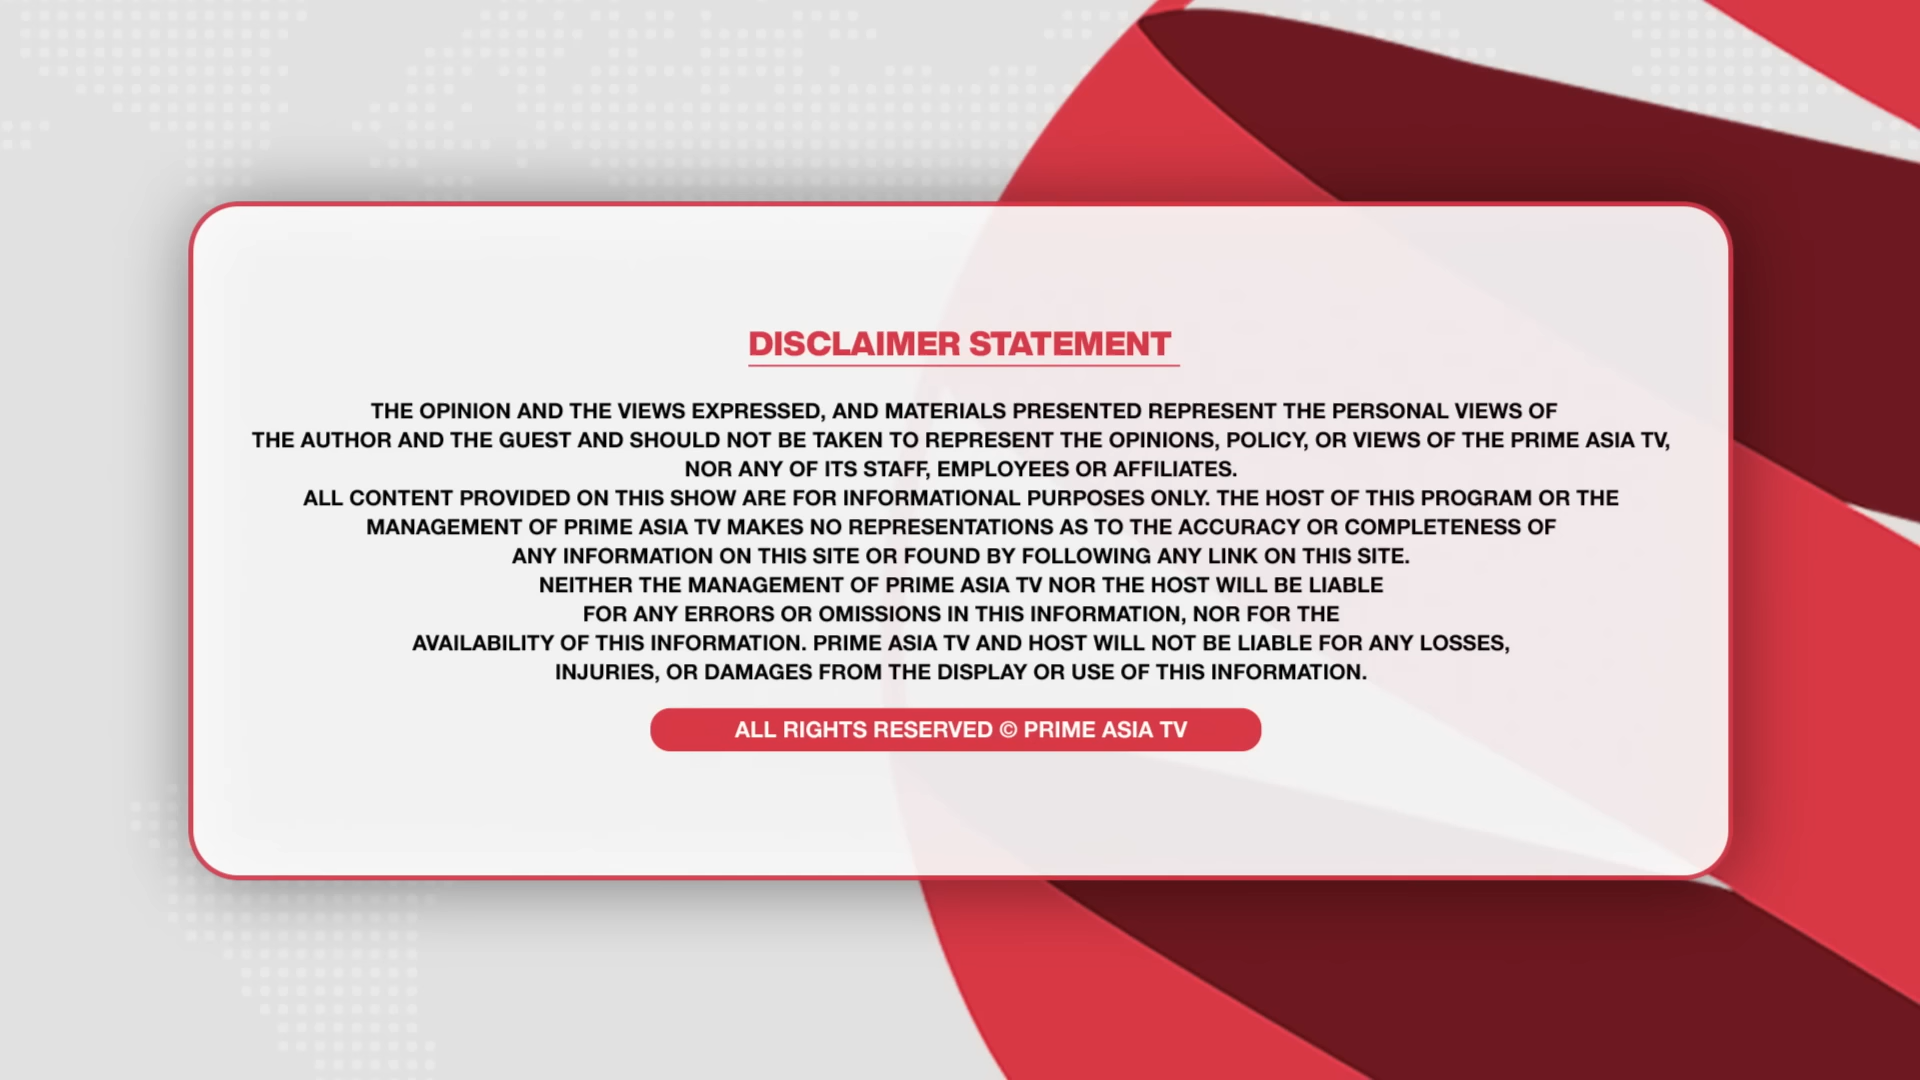 DISCLAIMER STATEMENT
THE OPINION AND THE VIEWS EXPRESSED, AND MATERIALS PRESENTED REPRESENT THE PERSONAL VIEWS OF
THE AUTHOR AND THE GUEST AND SHOULD NOT BE TAKEN TO REPRESENT THE OPINIONS, POLICY, OR VIEWS OF THE PRIME ASIA TV,
NOR ANY OF ITS STAFF, EMPLOYEES OR AFFILIATES.
ALL CONTENT PROVIDED ON THIS SHOW ARE FOR INFORMATIONAL PURPOSES ONLY. THE HOST OF THIS PROGRAM OR THE
MANAGEMENT OF PRIME ASIA TV MAKES NO REPRESENTATIONS AS TO THE ACCURACY OR COMPLETENESS OF
ANY INFORMATION ON THIS SITE OR FOUND BY FOLLOWING ANY LINK ON THIS SITE.
NEITHER THE MANAGEMENT OF PRIME ASIA TV NOR THE HOST WILL BE LIABLE
FOR ANY ERRORS OR OMISSIONS IN THIS INFORMATION, NOR FOR THE
AVAILABILITY OF THIS INFORMATION. PRIME ASIA TV AND HOST WILL NOT BE LIABLE FOR ANY LOSSES,
INJURIES, OR DAMAGES FROM THE DISPLAY OR USE OF THIS INFORMATION.
ALL RIGHTS RESERVED © PRIME ASIA TV